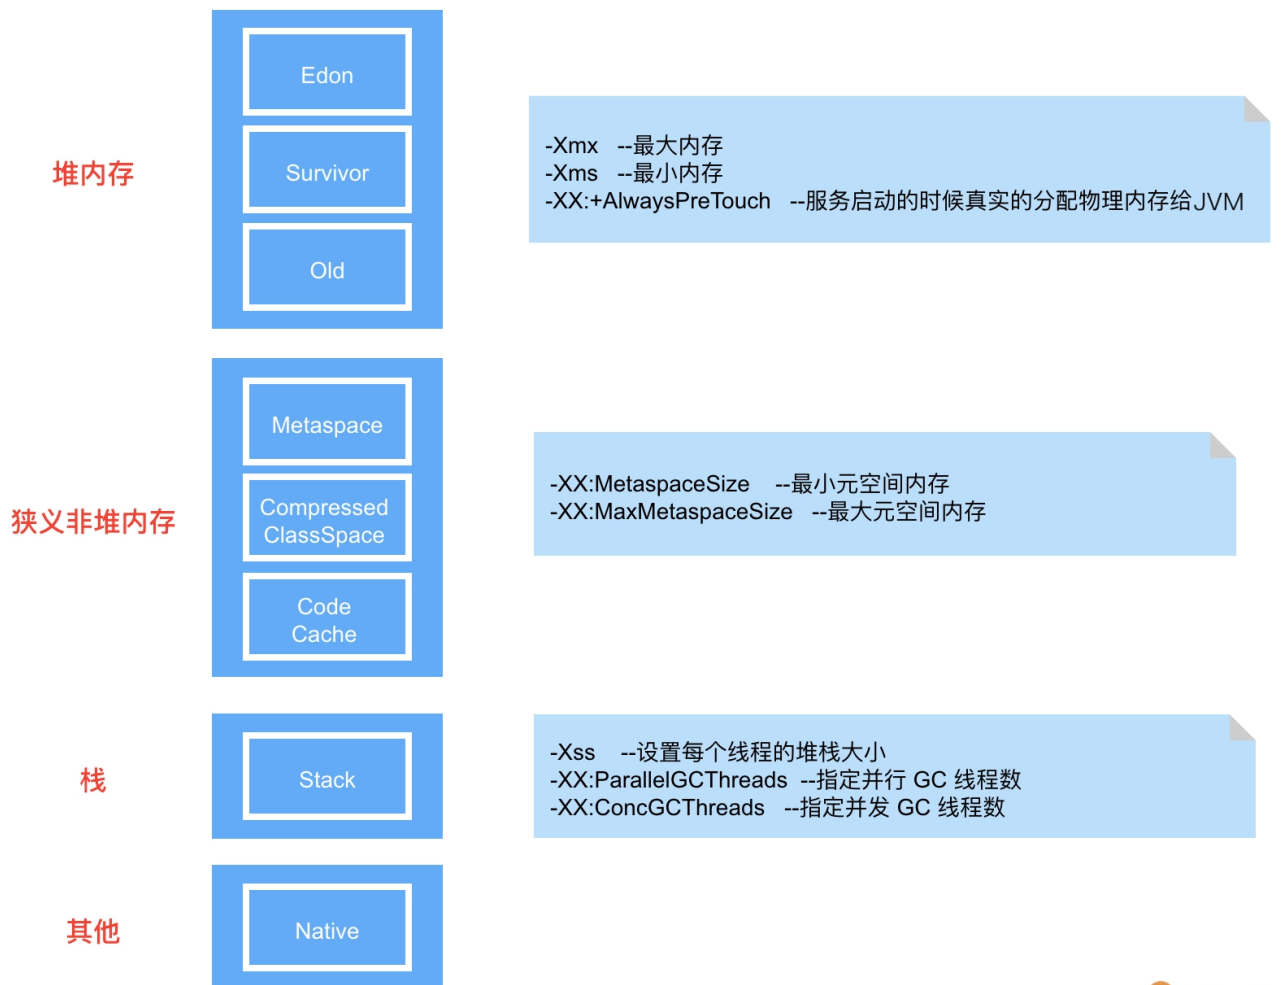 堆内存
Edon
Survivor
Old
-Xmx --最大内存
-Xms --最小内存
-XX:+AlwaysPreTouch --服务启动的时候真实的分配物理内存给JVM
狭义非堆内存
Metaspace
Compressed
ClassSpace
Code
Cache
-XX:MetaspaceSize --最小元空间内存
-XX:MaxMetaspaceSize --最大元空间内存
栈
Stack
-Xss --设置每个线程的堆栈大小
-XX:ParallelGCThreads --指定并行 GC 线程数
-XX:ConcGCThreads --指定并发 GC 线程数
其他
Native